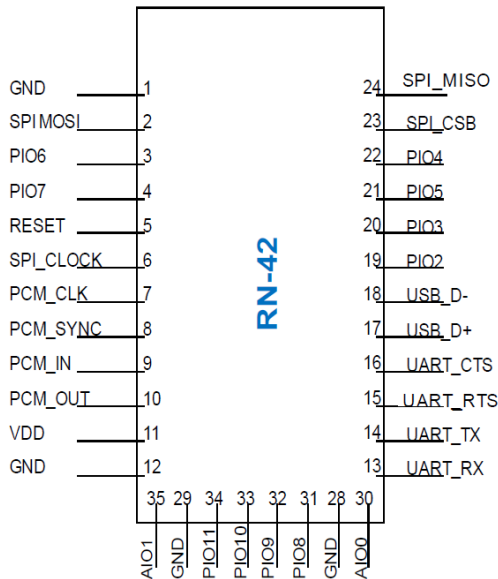 GND 1
SPIMOSI 2
PIO6 3
PIO7 4
RESET 5
SPI_CLOCK 6
PCM_CLK 7
PCM_SYNC 8
PCM_IN 9
PCM_OUT 10
VDD 11
GND 12
RN-42
24 SPI_MISO
23 SPI_CSB
22 PIO4
21 PIO5
20 PIO3
19 PIO2
18 USB_D-
17 USB_D+
16 UART_CTS
15 UART_RTS
14 UART_TX
13 UART_RX
35 29 34 33 32 31 28 30
AIO1
GND
PIO11
PIO10
PIO9
PIO8
GND
AIO0